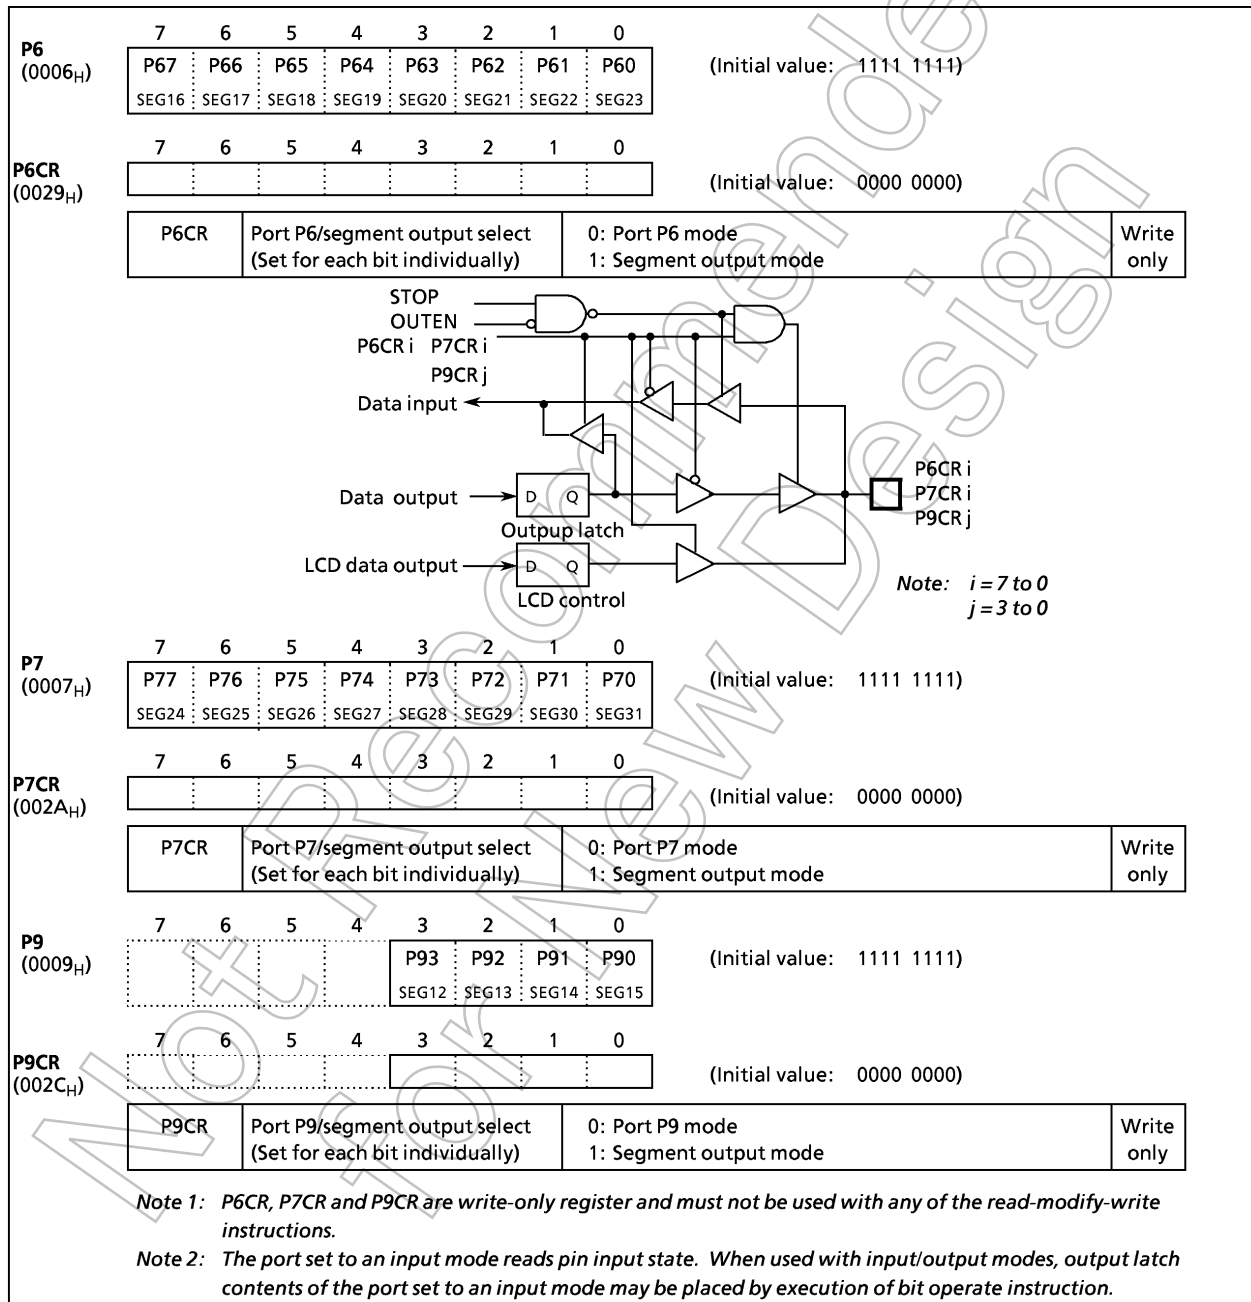 7 6 5 4 3 2 1 0
P6
(0006H)
P67 P66 P65 P64 P63 P62 P61 P60
SEG16 SEG17 SEG18 SEG19 SEG20 SEG21 SEG22 SEG23
(Initial value: 1111 1111)
7 6 5 4 3 2 1 0
P6CR
(0029H)
(Initial value: 0000 0000)
P6CR Port P6/segment output select 0: Port P6 mode Write
(Set for each bit individually) 1: Segment output mode only
STOP
OUTEN
P6CR i P7CR i
P9CR j
Data input
Data output
D Q
Outpup latch
LCD data output
D Q
LCD control
P6CR i
P7CR i
P9CR j
Note: i = 7 to 0
j = 3 to 0
7 6 5 4 3 2 1 0
P7
(0007H)
P77 P76 P75 P74 P73 P72 P71 P70
SEG24 SEG25 SEG26 SEG27 SEG28 SEG29 SEG30 SEG31
(Initial value: 1111 1111)
7 6 5 4 3 2 1 0
P7CR
(002AH)
(Initial value: 0000 0000)
P7CR Port P7/segment output select 0: Port P7 mode Write
(Set for each bit individually) 1: Segment output mode only
7 6 5 4 3 2 1 0
P9
(0009H)
P93 P92 P91 P90
SEG12 SEG13 SEG14 SEG15
(Initial value: 1111 1111)
7 6 5 4 3 2 1 0
P9CR
(002CH)
(Initial value: 0000 0000)
P9CR Port P9/segment output select 0: Port P9 mode Write
(Set for each bit individually) 1: Segment output mode only
Note 1: P6CR, P7CR and P9CR are write-only register and must not be used with any of the read-modify-write
instructions.
Note 2: The port set to an input mode reads pin input state. When used with input/output modes, output latch
contents of the port set to an input mode may be placed by execution of bit operate instruction.
Not Recommende
for New Design